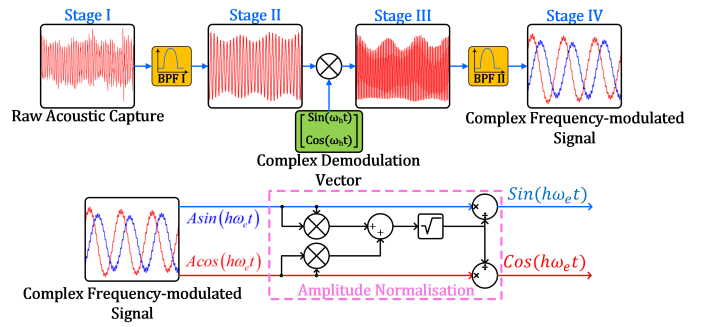 Stage I
Stage II
Stage III
Stage IV
BPF I
BPF II
Raw Acoustic Capture
Sin(ωht)
Cos(ωht)
Complex Demodulation
Vector
Complex Frequency-modulated
Signal
Asin(hωet)
Acos(hωet)
Sin(hωet)
Cos(hωet)
Complex Frequency-modulated
Signal
Amplitude Normalisation